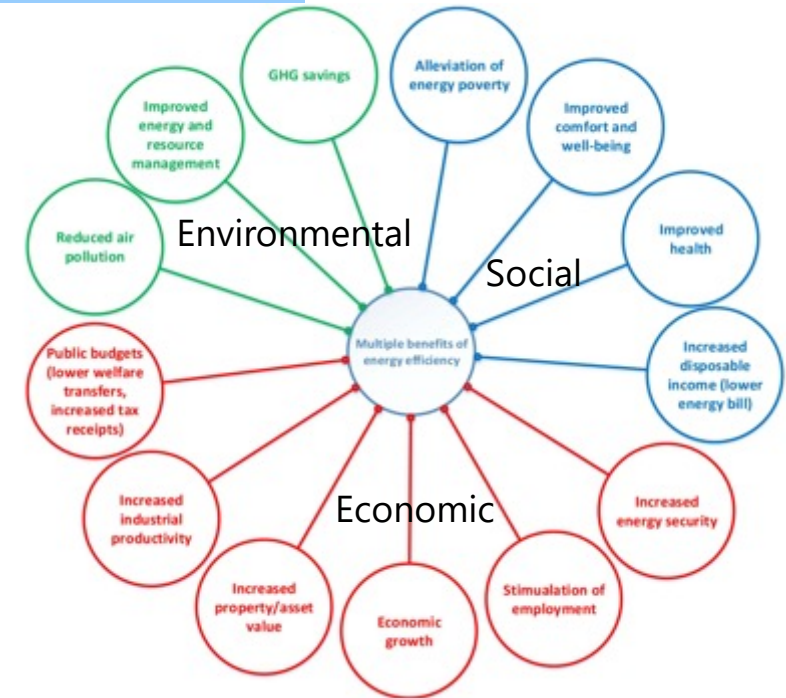 GHG savings
Alleviation of
energy poverty
Improved
energy and
resource
management
Improved
comfort and
well-being
Reduced air
pollution
Environmental
Improved
health
Social
Multiple benefits of
energy efficiency
Public budgets
(lower welfare
transfers,
increased tax
receipts)
Increased
disposable
income (lower
energy bill)
Increased
industrial
productivity
Economic
Increased
energy security
Increased
property/asset
value
Economic
growth
Stimualation of
employment